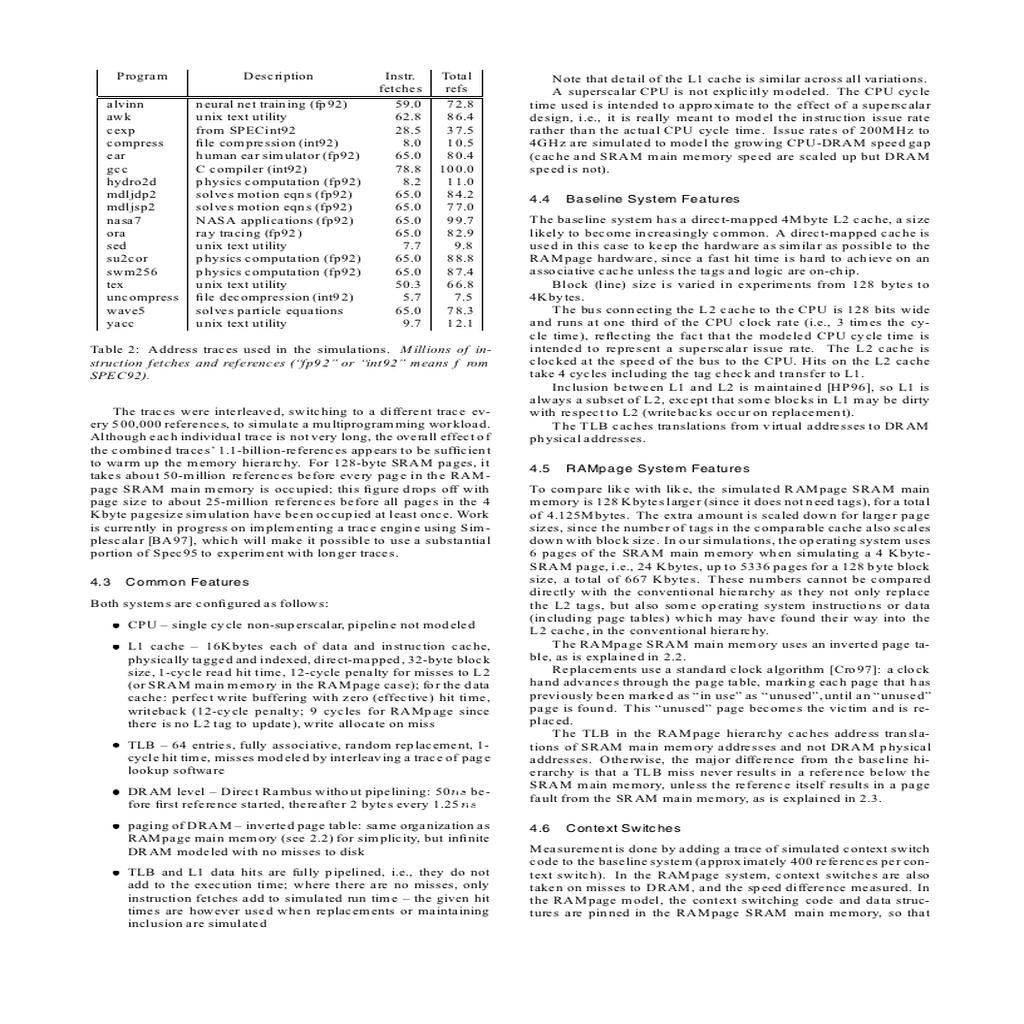 Program Description Instr. Total
fetches refs
alvinn neural net training (fp92) 59.0 72.8
awk unix text utility 62.8 86.4
cexp from SPECint92 28.5 37.5
compress file compression (int92) 8.0 10.5
ear human ear simulator (fp92) 65.0 80.4
gcc C compiler (int92) 78.8 100.0
hydro2d physics computation (fp92) 8.2 11.0
mdljdp2 solves motion eqns (fp92) 65.0 84.2
mdljsp2 solves motion eqns (fp92) 65.0 77.0
nasa7 NASA applications (fp92) 65.0 99.7
ora ray tracing (fp92) 65.0 82.9
sed unix text utility 7.7 9.8
su2cor physics computation (fp92) 65.0 88.8
swm256 physics computation (fp92) 65.0 87.4
tex unix text utility 50.3 66.8
uncompress file decompression (int92) 5.7 7.5
wave5 solves particle equations 65.0 78.3
yacc unix text utility 9.7 12.1
Table 2: Address traces used in the simulations. Millions of in-
struction fetches and references ("fp92" or "int92" means f rom
SPEC92).
The traces were interleaved, switching to a different trace ev-
ery 500,000 references, to simulate a multiprogramming workload.
Although each individual trace is not very long, the overall effect of
the combined traces' 1.1-billion-references appears to be sufficient
to warm up the memory hierarchy. For 128-byte SRAM pages, it
takes about 50-million references before every page in the RAM-
page SRAM main memory is occupied; this figure drops off with
page size to about 25-million references before all pages in the 4
Kbyte pagesize simulation have been occupied at least once. Work
is currently in progress on implementing a trace engine using Sim-
plescalar [BA97], which will make it possible to use a substantial
portion of Spec95 to experiment with longer traces.
4.3 Common Features
Both systems are configured as follows:
• CPU – single cycle non-superscalar, pipeline not modeled
• L1 cache – 16Kbytes each of data and instruction cache,
physically tagged and indexed, direct-mapped, 32-byte block
size, 1-cycle read hit time, 12-cycle penalty for misses to L2
(or SRAM main memory in the RAMpage case); for the data
cache: perfect write buffering with zero (effective) hit time,
writeback (12-cycle penalty; 9 cycles for RAMpage since
there is no L2 tag to update), write allocate on miss
• TLB – 64 entries, fully associative, random replacement, 1-
cycle hit time, misses modeled by interleaving a trace of page
lookup software
• DRAM level – Direct Rambus without pipelining: 50ns be-
fore first reference started, thereafter 2 bytes every 1.25ns
• paging of DRAM – inverted page table: same organization as
RAMpage main memory (see 2.2) for simplicity, but infinite
DRAM modeled with no misses to disk
• TLB and L1 data hits are fully pipelined, i.e., they do not
add to the execution time; where there are no misses, only
instruction fetches add to simulated run time – the given hit
times are however used when replacements or maintaining
inclusion are simulated
Note that detail of the L1 cache is similar across all variations.
A superscalar CPU is not explicitly modeled. The CPU cycle
time used is intended to approximate to the effect of a superscalar
design, i.e., it is really meant to model the instruction issue rate
rather than the actual CPU cycle time. Issue rates of 200MHz to
4GHz are simulated to model the growing CPU-DRAM speed gap
(cache and SRAM main memory speed are scaled up but DRAM
speed is not).
4.4 Baseline System Features
The baseline system has a direct-mapped 4Mbyte L2 cache, a size
likely to become increasingly common. A direct-mapped cache is
used in this case to keep the hardware as similar as possible to the
RAMpage hardware, since a fast hit time is hard to achieve on an
associative cache unless the tags and logic are on-chip.
Block (line) size is varied in experiments from 128 bytes to
4Kbytes.
The bus connecting the L2 cache to the CPU is 128 bits wide
and runs at one third of the CPU clock rate (i.e., 3 times the cy-
cle time), reflecting the fact that the modeled CPU cycle time is
intended to represent a superscalar issue rate. The L2 cache is
clocked at the speed of the bus to the CPU. Hits on the L2 cache
take 4 cycles including the tag check and transfer to L1.
Inclusion between L1 and L2 is maintained [HP96], so L1 is
always a subset of L2, except that some blocks in L1 may be dirty
with respect to L2 (writebacks occur on replacement).
The TLB caches translations from virtual addresses to DRAM
physical addresses.
4.5 RAMpage System Features
To compare like with like, the simulated RAMpage SRAM main
memory is 128 Kbytes larger (since it does not need tags), for a total
of 4.125Mbytes. The extra amount is scaled down for larger page
sizes, since the number of tags in the comparable cache also scales
down with block size. In our simulations, the operating system uses
6 pages of the SRAM main memory when simulating a 4 Kbyte-
SRAM page, i.e., 24 Kbytes, up to 5336 pages for a 128 byte block
size, a total of 667 Kbytes. These numbers cannot be compared
directly with the conventional hierarchy as they not only replace
the L2 tags, but also some operating system instructions or data
(including page tables) which may have found their way into the
L2 cache, in the conventional hierarchy.
The RAMpage SRAM main memory uses an inverted page ta-
ble, as is explained in 2.2.
Replacements use a standard clock algorithm [Cro97]: a clock
hand advances through the page table, marking each page that has
previously been marked as "in use" as "unused", until an "unused"
page is found. This "unused" page becomes the victim and is re-
placed.
The TLB in the RAMpage hierarchy caches address transla-
tions of SRAM main memory addresses and not DRAM physical
addresses. Otherwise, the major difference from the baseline hi-
erarchy is that a TLB miss never results in a reference below the
SRAM main memory, unless the reference itself results in a page
fault from the SRAM main memory, as is explained in 2.3.
4.6 Context Switches
Measurement is done by adding a trace of simulated context switch
code to the baseline system (approximately 400 references per con-
text switch). In the RAMpage system, context switches are also
taken on misses to DRAM, and the speed difference measured. In
the RAMpage model, the context switching code and data struc-
tures are pinned in the RAMpage SRAM main memory, so that